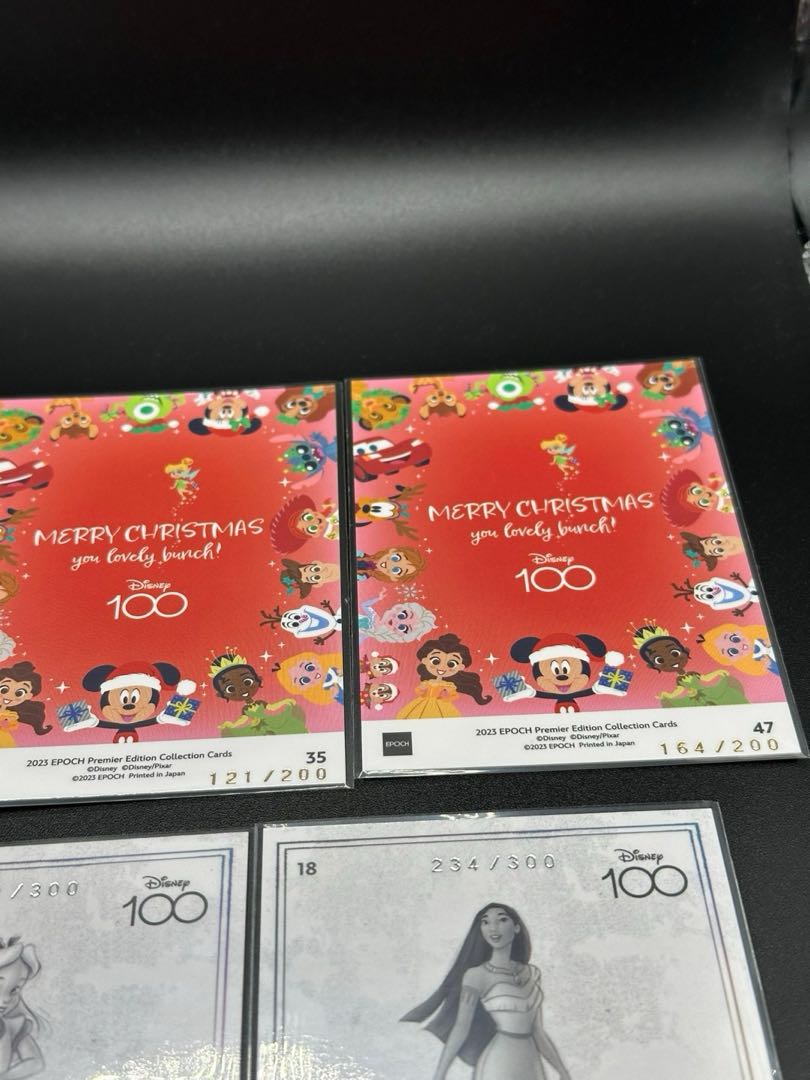 MERRY CHRISTMAS
you lovely bunch!
Disney
100
2023 EPOCH Premier Edition Collection Cards
©Disney ©Disney/Pixar
©2023 EPOCH Printed in Japan
35
121/200
MERRY CHRISTMAS
you lovely bunch!
Disney
100
EPOCH
2023 EPOCH Premier Edition Collection Cards
©Disney ©Disney/Pixar
©2023 EPOCH Printed in Japan
47
164/200
/300
Disney
100
18
234/300
Disney
100